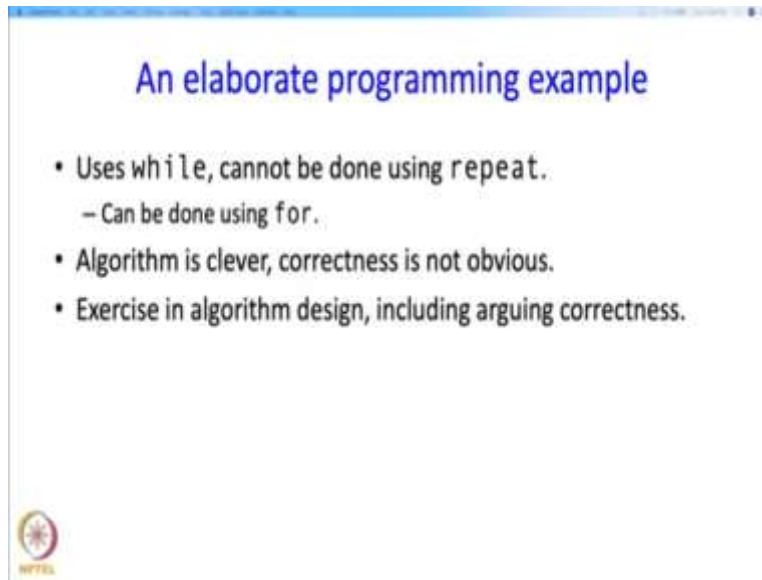 An elaborate programming example
• Uses while, cannot be done using repeat.
– Can be done using for.
• Algorithm is clever, correctness is not obvious.
• Exercise in algorithm design, including arguing correctness.
NPTEL